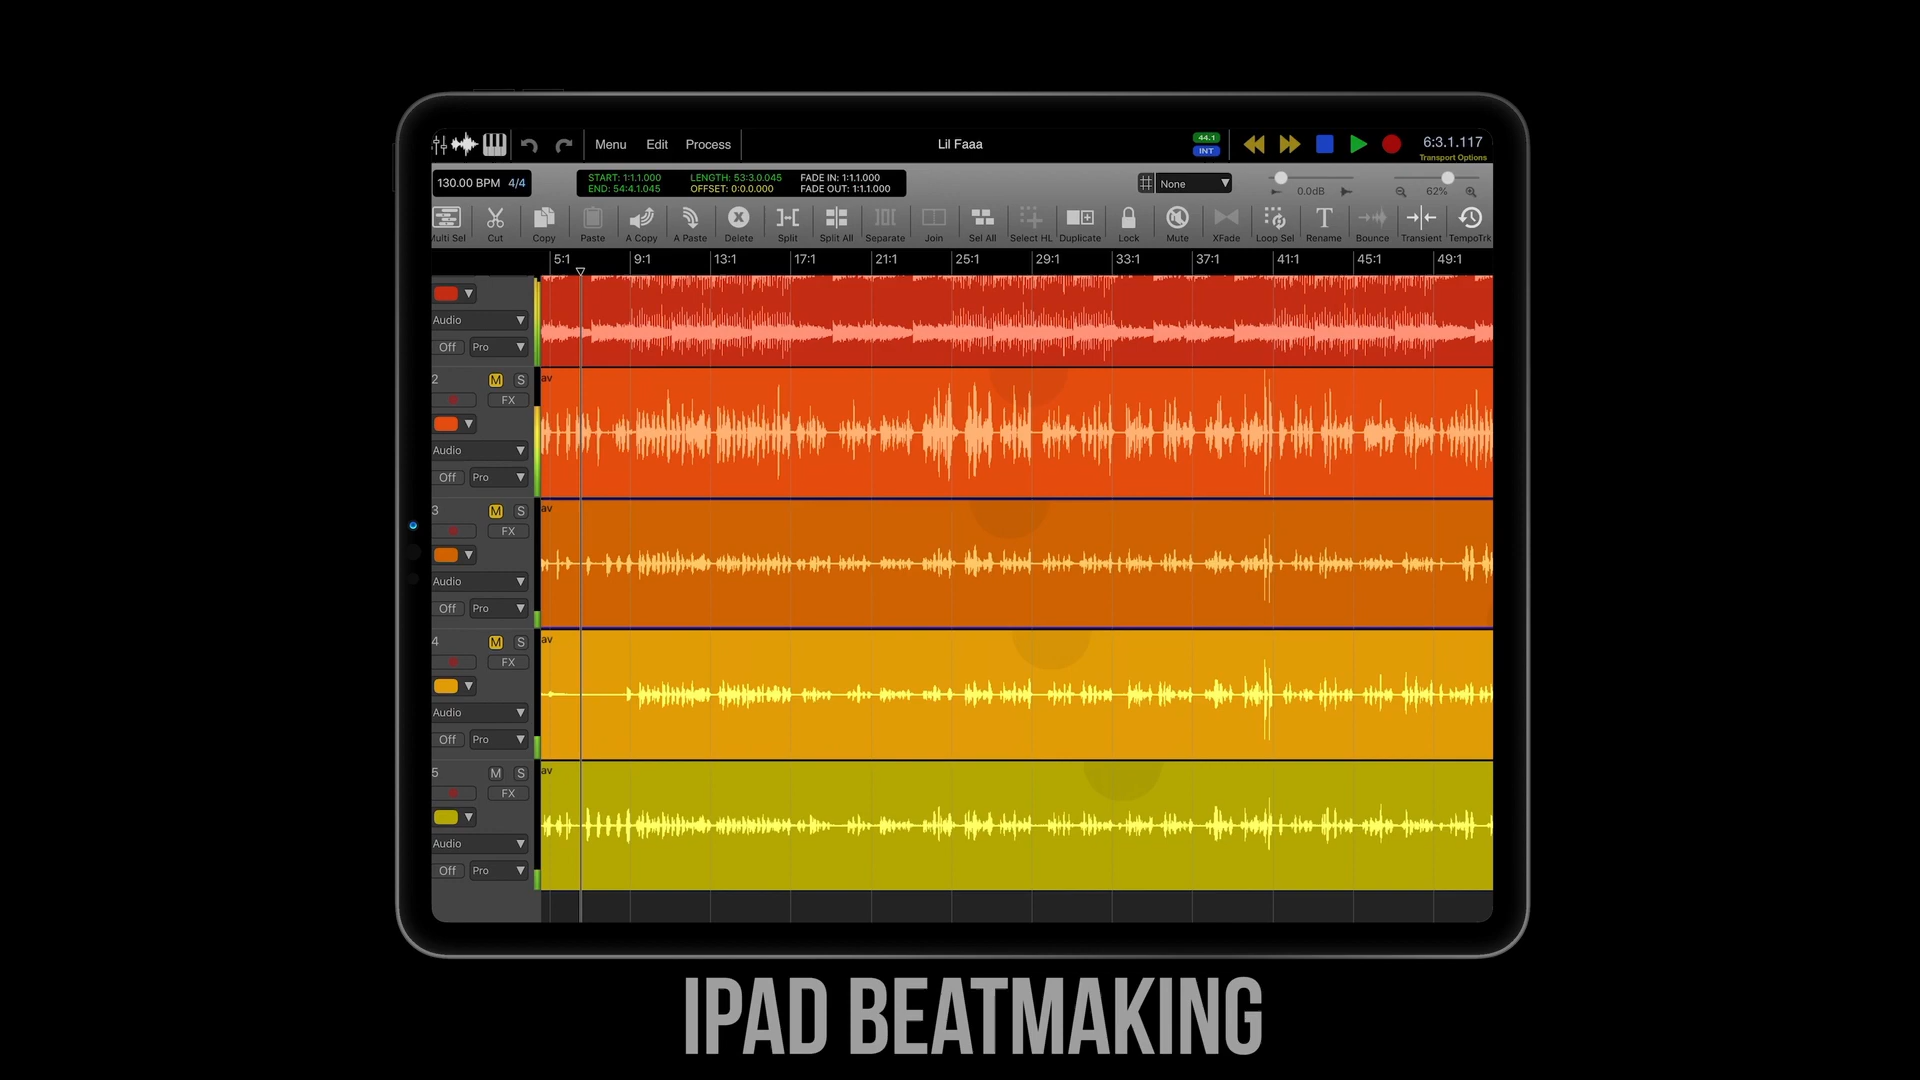 Menu Edit Process Lil Faaa 44.1 INT 6:3.1.117
Transport Options
130.00 BPM 4/4 START: 1:1.1.000 LENGTH: 53:3.0.045 FADE IN: 1:1.1.000 None
END: 54:4.1.045 OFFSET: 0:0.0.000 FADE OUT: 1:1.1.000 0.0dB 62%
Multi Sel Cut Copy Paste A Copy A Paste Delete Split Split All Separate Join Sel All Select HL Duplicate Lock Mute XFade Loop Sel Rename Bounce Transient TempoTrk
5:1 9:1 13:1 17:1 21:1 25:1 29:1 33:1 37:1 41:1 45:1 49:1
Audio
Off Pro
2 M S av
FX
Audio
Off Pro
3 M S av
FX
Audio
Off Pro
4 M S av
FX
Audio
Off Pro
5 M S av
FX
Audio
Off Pro
IPAD BEATMAKING